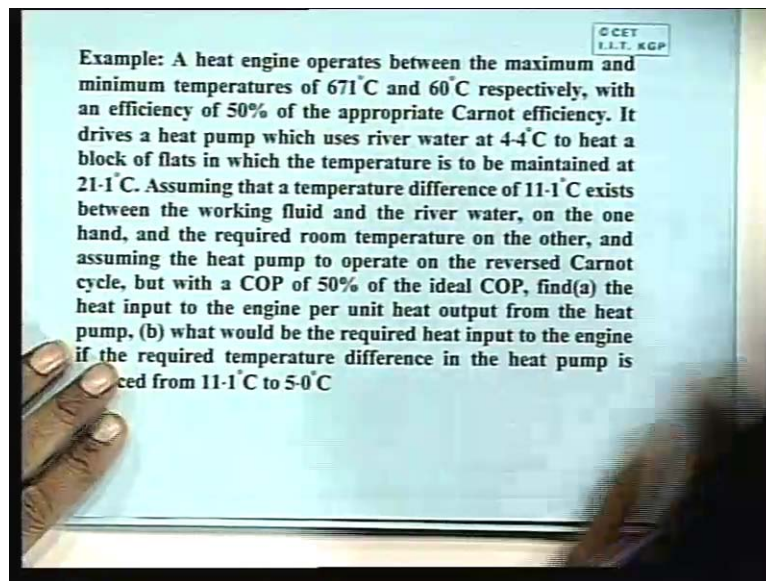 © CET
I.I.T. KGP
Example: A heat engine operates between the maximum and
minimum temperatures of 671°C and 60°C respectively, with
an efficiency of 50% of the appropriate Carnot efficiency. It
drives a heat pump which uses river water at 4·4°C to heat a
block of flats in which the temperature is to be maintained at
21·1°C. Assuming that a temperature difference of 11·1°C exists
between the working fluid and the river water, on the one
hand, and the required room temperature on the other, and
assuming the heat pump to operate on the reversed Carnot
cycle, but with a COP of 50% of the ideal COP, find(a) the
heat input to the engine per unit heat output from the heat
pump, (b) what would be the required heat input to the engine
if the required temperature difference in the heat pump is
ced from 11·1°C to 5·0°C